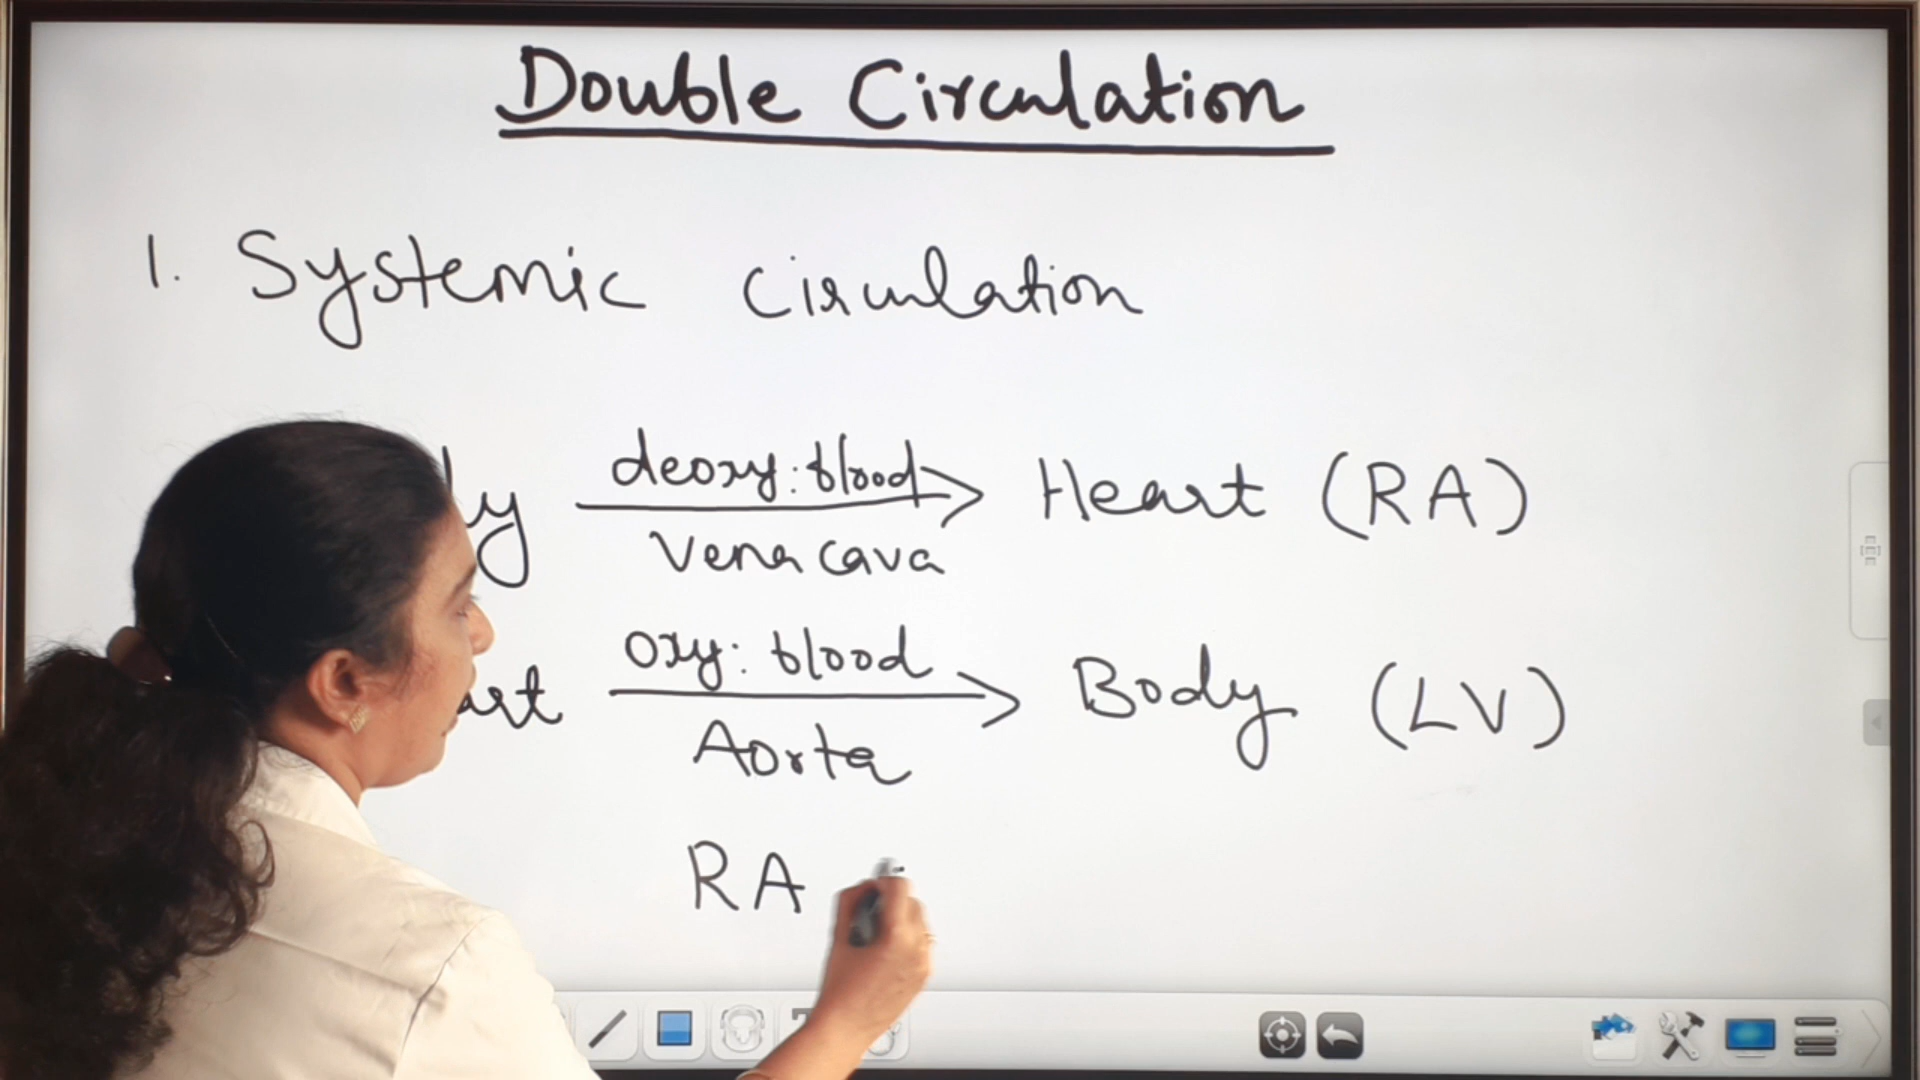 Double Circulation
1. Systemic circulation
deoxy: blood
Heart (RA)
Vena cava
oxy: blood
Body (LV)
Aorta
RA